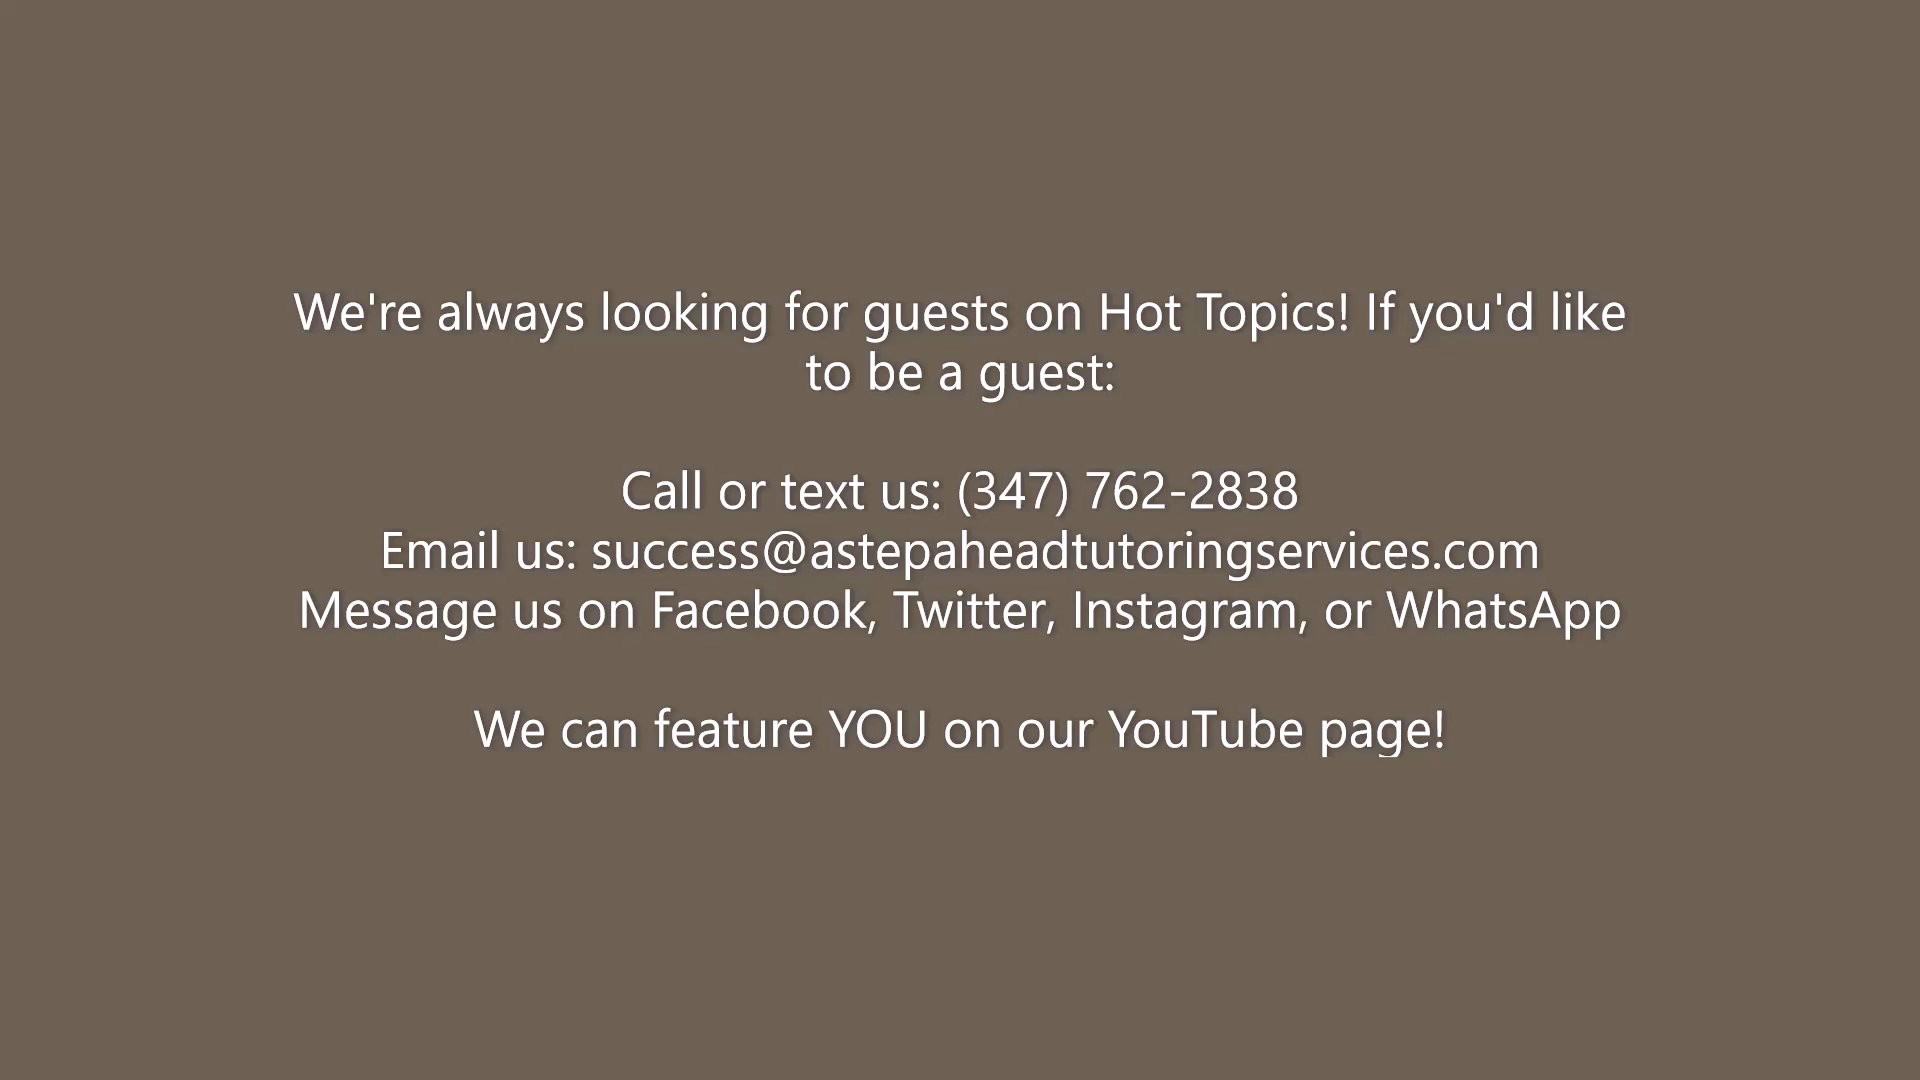 We're always looking for guests on Hot Topics! If you'd like
to be a guest:
Call or text us: (347) 762-2838
Email us: success@astepaheadtutoringservices.com
Message us on Facebook, Twitter, Instagram, or WhatsApp
We can feature YOU on our YouTube page!